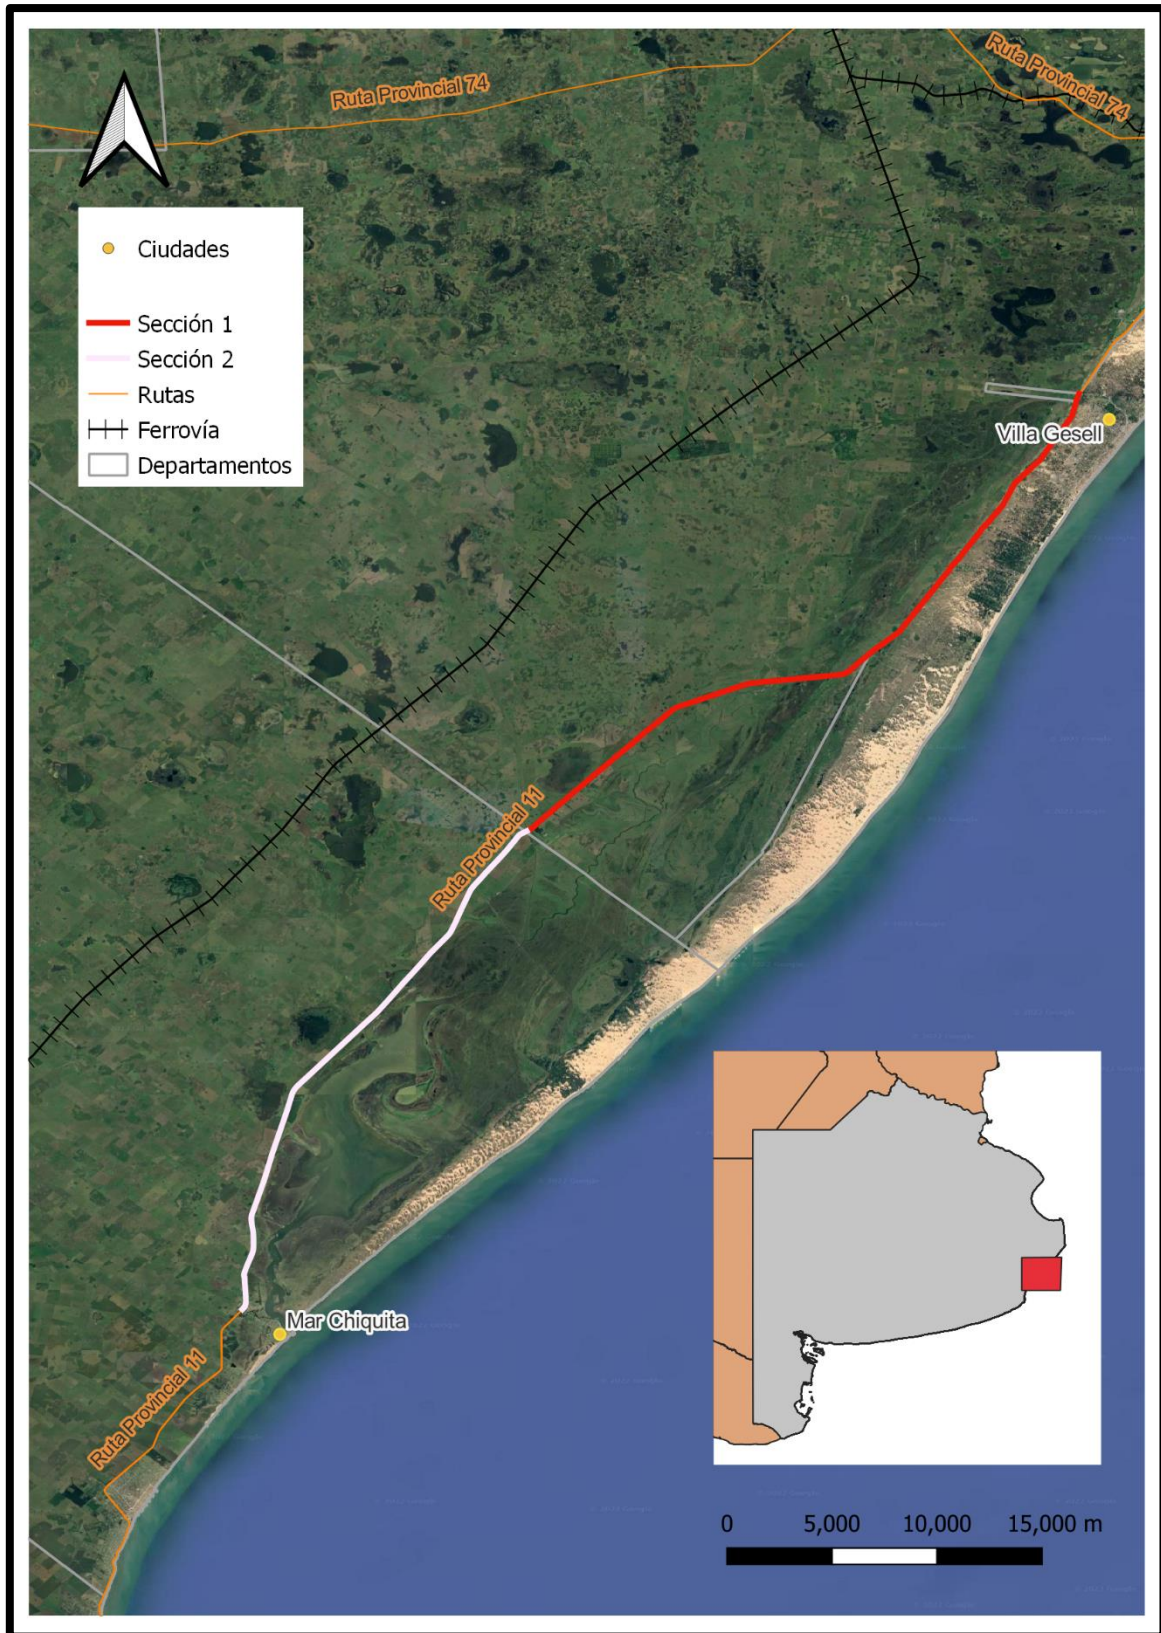 Ruta Provincial 74
Ruta Provincial 74
Ciudades
Sección 1
Sección 2
Rutas
Ferrovía
Departamentos
Villa Gesell
Ruta Provincial 11
Mar Chiquita
Ruta Provincial 11
0 5,000 10,000 15,000 m